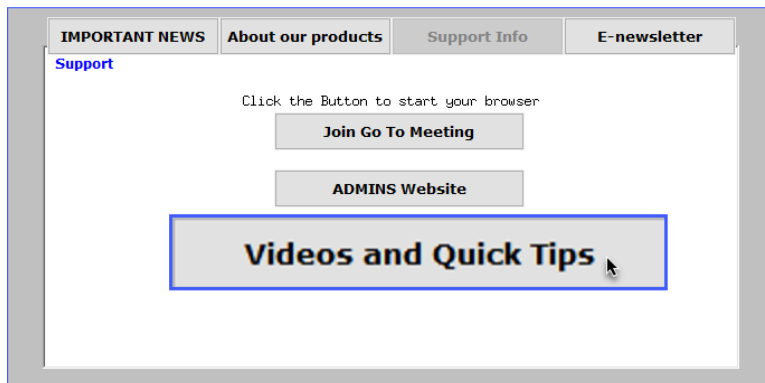 IMPORTANT NEWS About our products Support Info E-newsletter
Support
Click the Button to start your browser
Join Go To Meeting
ADMINS Website
Videos and Quick Tips